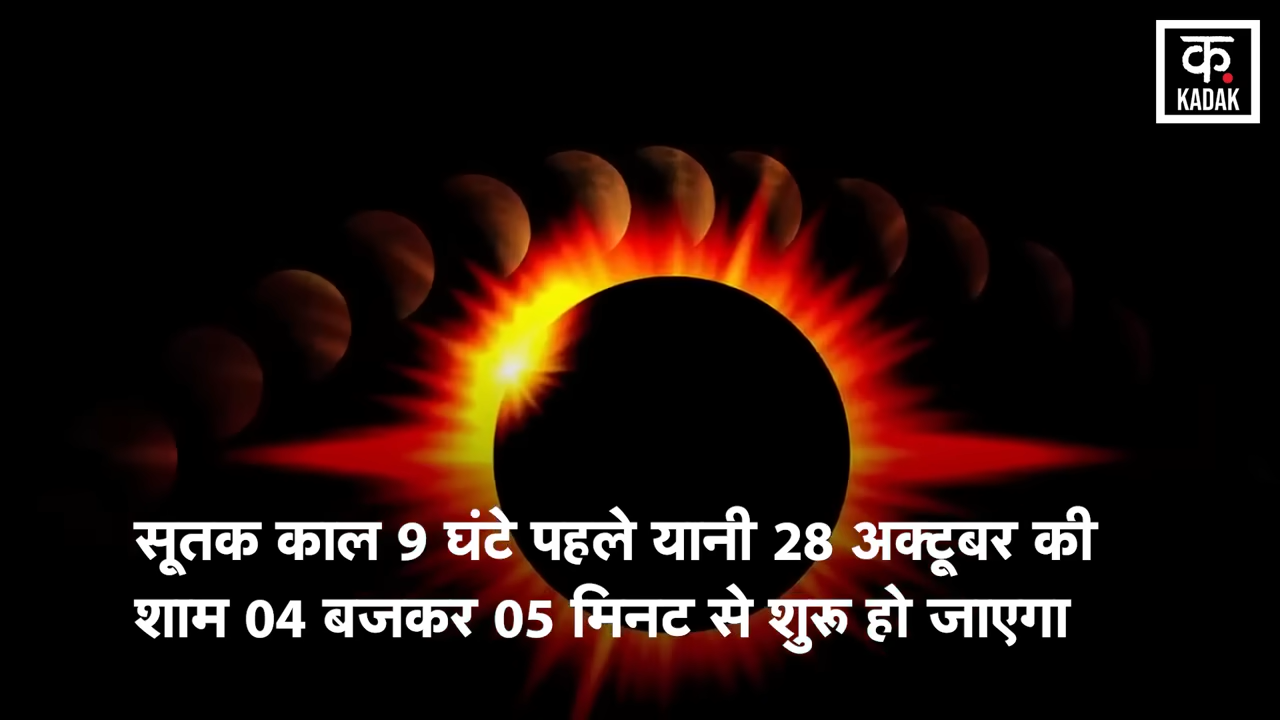 क.
KADAK
सूतक काल 9 घंटे पहले यानी 28 अक्टूबर की
शाम 04 बजकर 05 मिनट से शुरू हो जाएगा